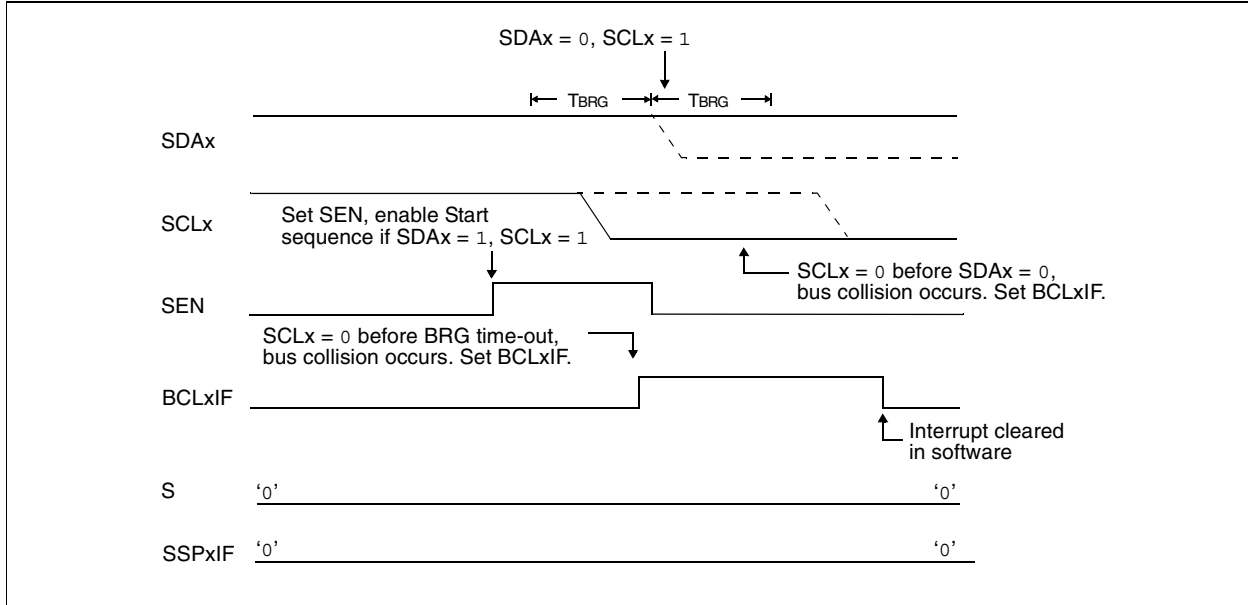 SDAx = 0, SCLx = 1
TBRG TBRG
SDAx
SCLx
Set SEN, enable Start
sequence if SDAx = 1, SCLx = 1
SCLx = 0 before SDAx = 0,
bus collision occurs. Set BCLxIF.
SEN
SCLx = 0 before BRG time-out,
bus collision occurs. Set BCLxIF.
BCLxIF
Interrupt cleared
in software
S ‘0’ ‘0’
SSPxIF ‘0’ ‘0’